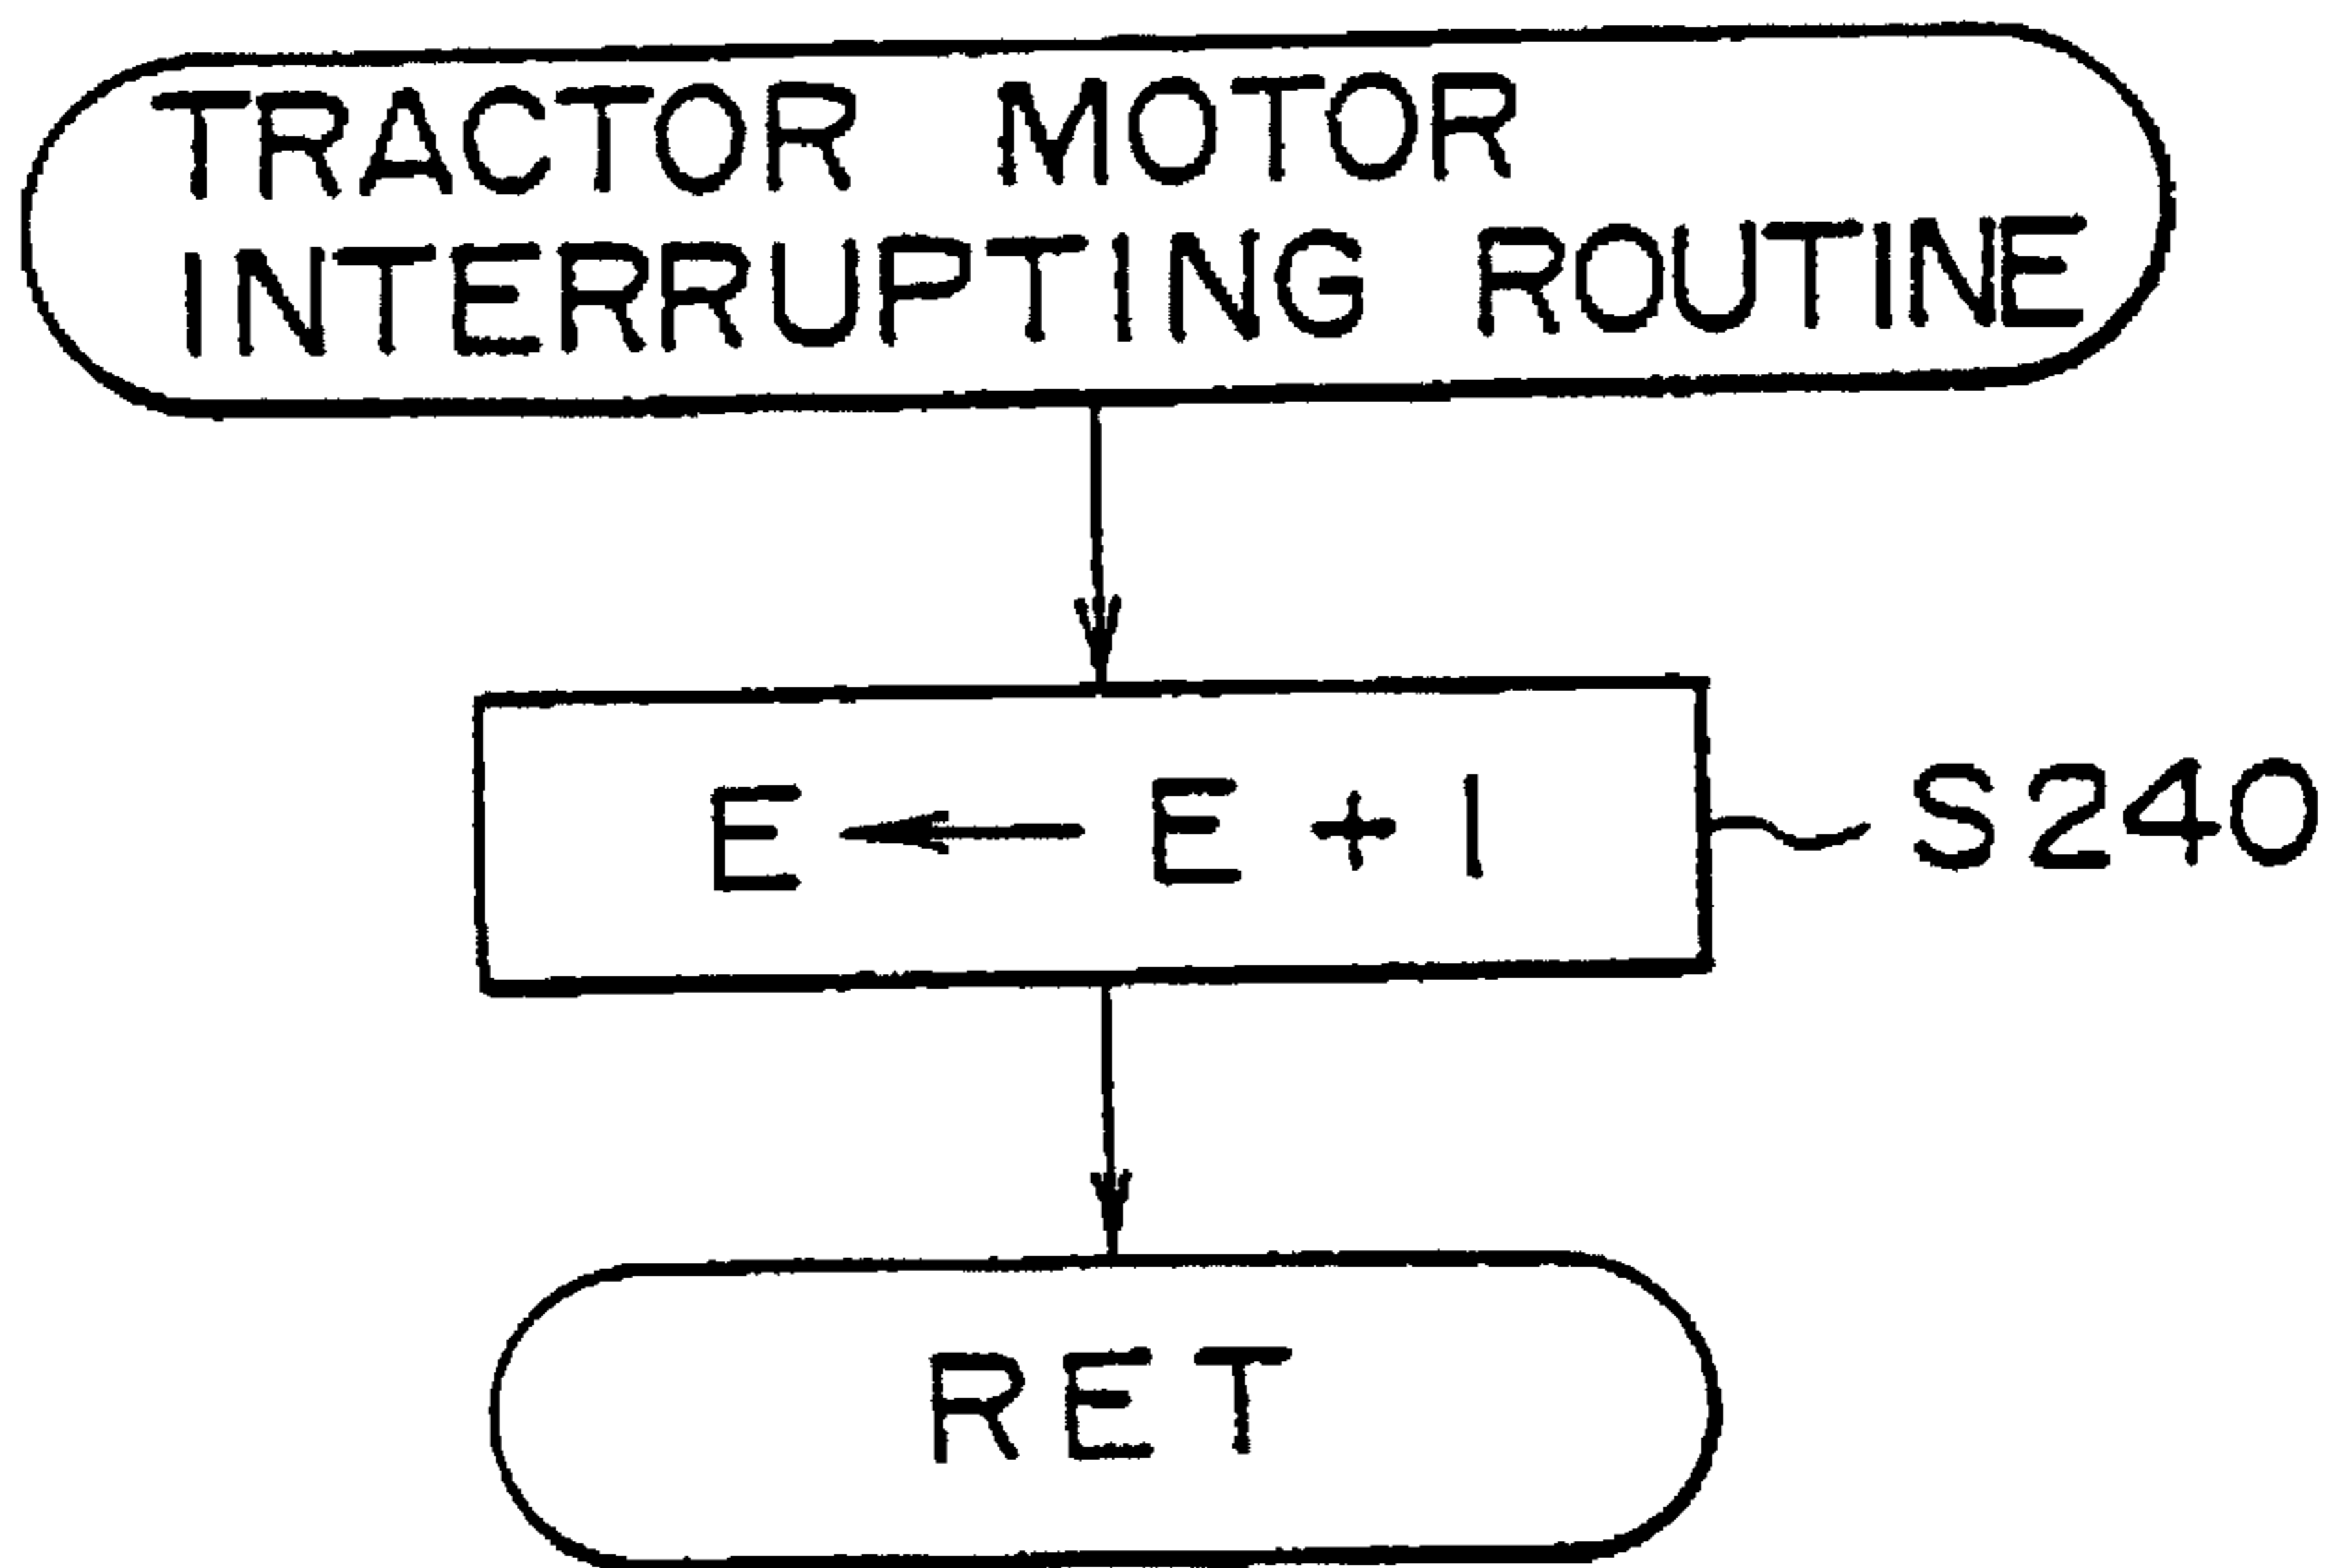 TRACTOR MOTOR
INTERRUPTING ROUTINE
E ← E + 1
S240
RET